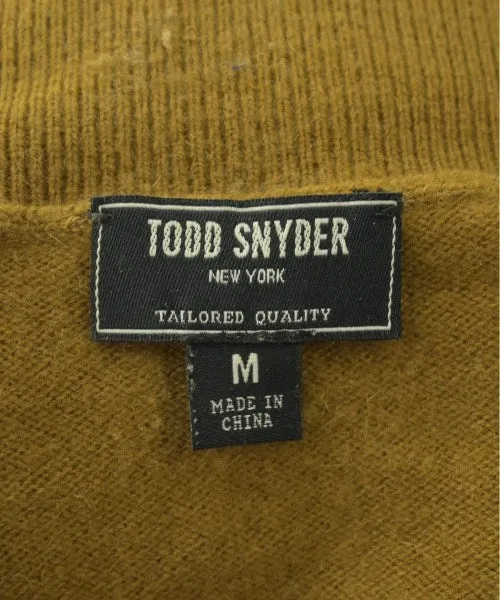 TODD SNYDER
NEW YORK
TAILORED QUALITY
M
MADE IN
CHINA